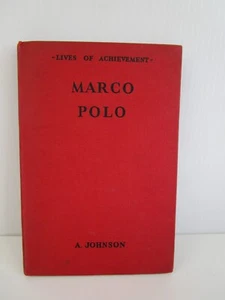 ·LIVES OF ACHIEVEMENT·
MARCO
POLO
A. JOHNSON